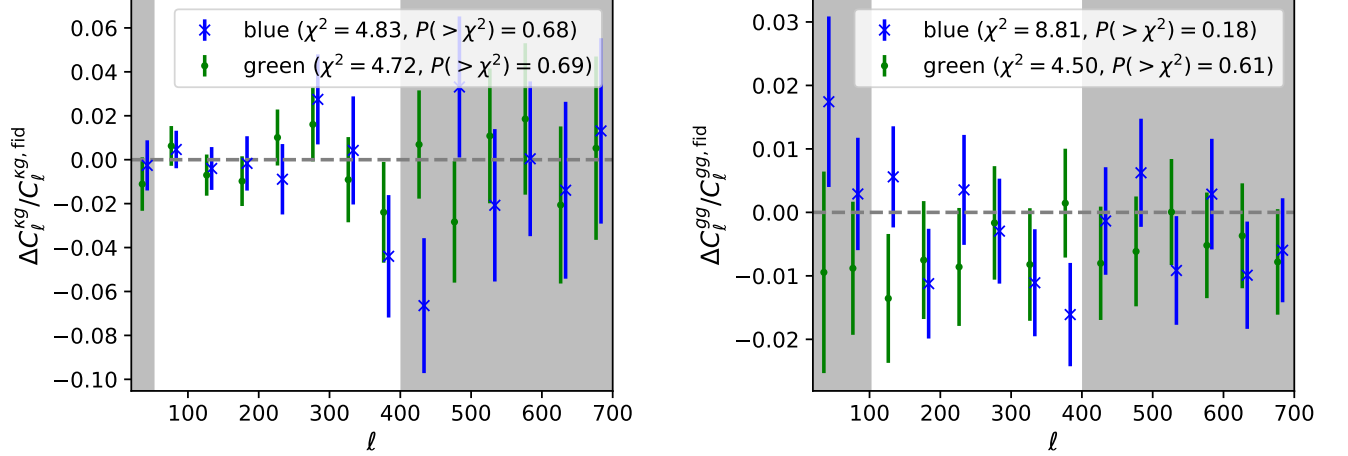 blue (χ² = 4.83, P( > χ²) = 0.68)
green (χ² = 4.72, P( > χ²) = 0.69)
0.06
0.04
0.02
0.00
−0.02
−0.04
−0.06
−0.08
−0.10
ΔC_ℓ^{κg}/C_ℓ^{κg, fid}
100 200 300 400 500 600 700
ℓ
blue (χ² = 8.81, P( > χ²) = 0.18)
green (χ² = 4.50, P( > χ²) = 0.61)
0.03
0.02
0.01
0.00
−0.01
−0.02
ΔC_ℓ^{gg}/C_ℓ^{gg, fid}
100 200 300 400 500 600 700
ℓ